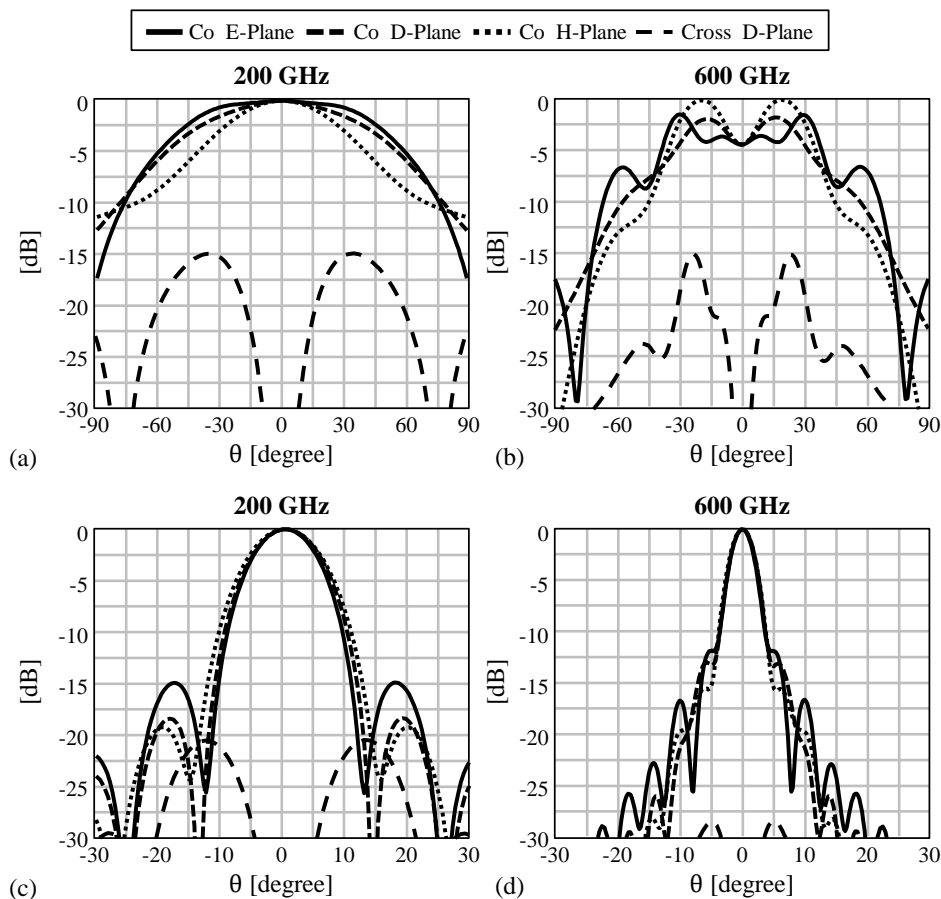 Co E-Plane Co D-Plane Co H-Plane Cross D-Plane
200 GHz
0
-5
-10
-15
-20
-25
-30
[dB]
-90 -60 -30 0 30 60 90
θ [degree]
(a)
600 GHz
0
-5
-10
-15
-20
-25
-30
[dB]
-90 -60 -30 0 30 60 90
θ [degree]
(b)
200 GHz
0
-5
-10
-15
-20
-25
-30
[dB]
-30 -20 -10 0 10 20 30
θ [degree]
(c)
600 GHz
0
-5
-10
-15
-20
-25
-30
[dB]
-30 -20 -10 0 10 20 30
θ [degree]
(d)